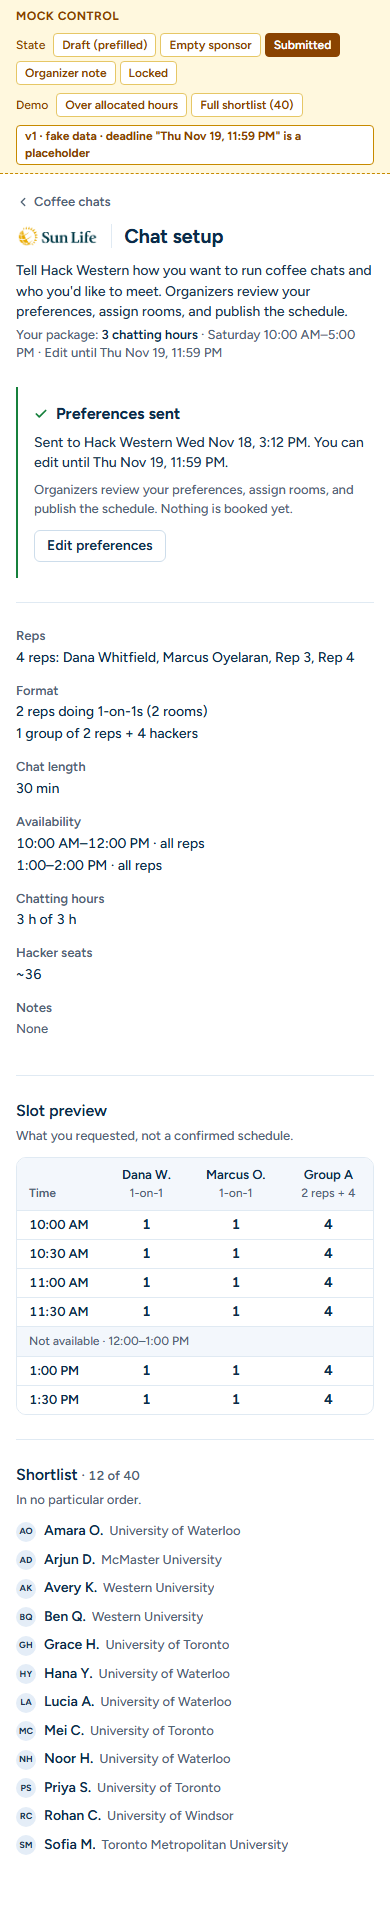 MOCK CONTROL
State Draft (prefilled) Empty sponsor Submitted
Organizer note Locked
Demo Over allocated hours Full shortlist (40)
v1 · fake data · deadline "Thu Nov 19, 11:59 PM" is a
placeholder
Coffee chats
Sun Life Chat setup
Tell Hack Western how you want to run coffee chats and
who you'd like to meet. Organizers review your
preferences, assign rooms, and publish the schedule.
Your package: 3 chatting hours · Saturday 10:00 AM–5:00
PM · Edit until Thu Nov 19, 11:59 PM
Preferences sent
Sent to Hack Western Wed Nov 18, 3:12 PM. You can
edit until Thu Nov 19, 11:59 PM.
Organizers review your preferences, assign rooms, and
publish the schedule. Nothing is booked yet.
Edit preferences
Reps
4 reps: Dana Whitfield, Marcus Oyelaran, Rep 3, Rep 4
Format
2 reps doing 1-on-1s (2 rooms)
1 group of 2 reps + 4 hackers
Chat length
30 min
Availability
10:00 AM–12:00 PM · all reps
1:00–2:00 PM · all reps
Chatting hours
3 h of 3 h
Hacker seats
~36
Notes
None
Slot preview
What you requested, not a confirmed schedule.
Dana W. Marcus O. Group A
Time 1-on-1 1-on-1 2 reps + 4
10:00 AM 1 1 4
10:30 AM 1 1 4
11:00 AM 1 1 4
11:30 AM 1 1 4
Not available · 12:00–1:00 PM
1:00 PM 1 1 4
1:30 PM 1 1 4
Shortlist · 12 of 40
In no particular order.
AO Amara O. University of Waterloo
AD Arjun D. McMaster University
AK Avery K. Western University
BQ Ben Q. Western University
GH Grace H. University of Toronto
HY Hana Y. University of Waterloo
LA Lucia A. University of Waterloo
MC Mei C. University of Toronto
NH Noor H. University of Waterloo
PS Priya S. University of Toronto
RC Rohan C. University of Windsor
SM Sofia M. Toronto Metropolitan University